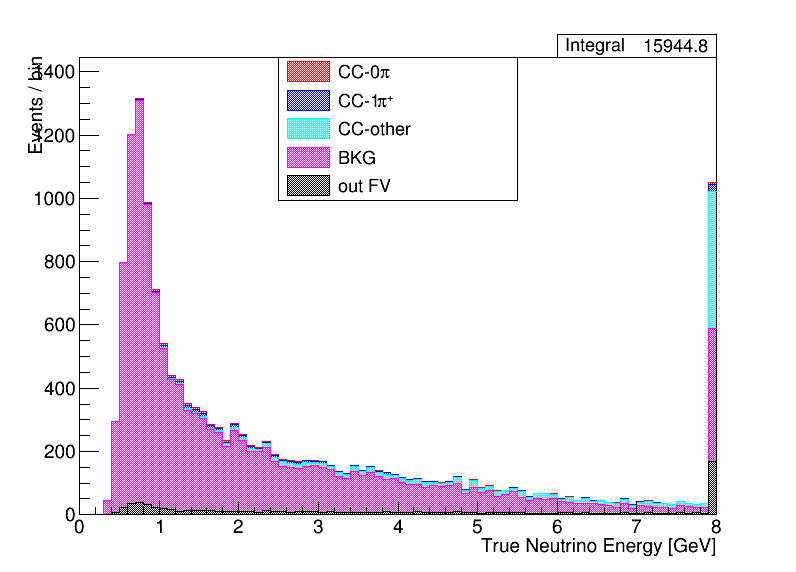 Integral 15944.8
Events / bin
CC-0π
CC-1π⁺
CC-other
BKG
out FV
1400
1200
1000
800
600
400
200
0
0 1 2 3 4 5 6 7 8
True Neutrino Energy [GeV]